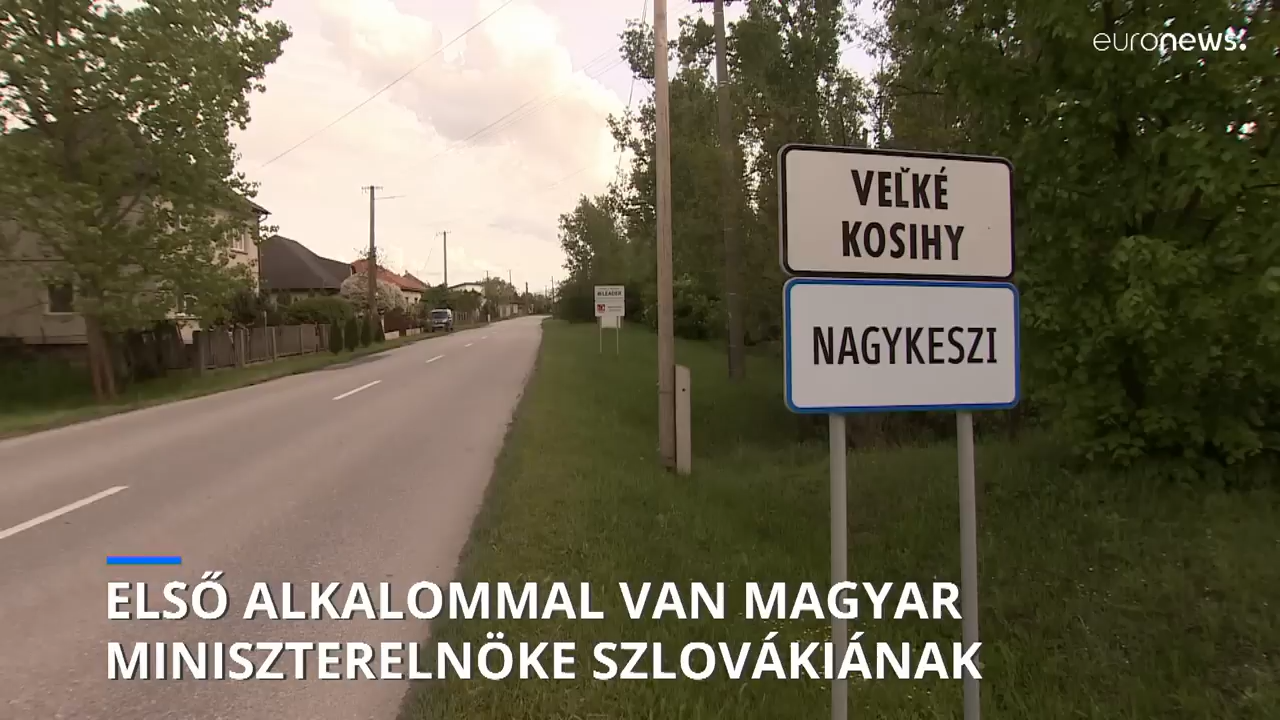 euronews.
VEĽKÉ
KOSIHY
NAGYKESZI
ELSŐ ALKALOMMAL VAN MAGYAR
MINISZTERELNÖKE SZLOVÁKIÁNAK